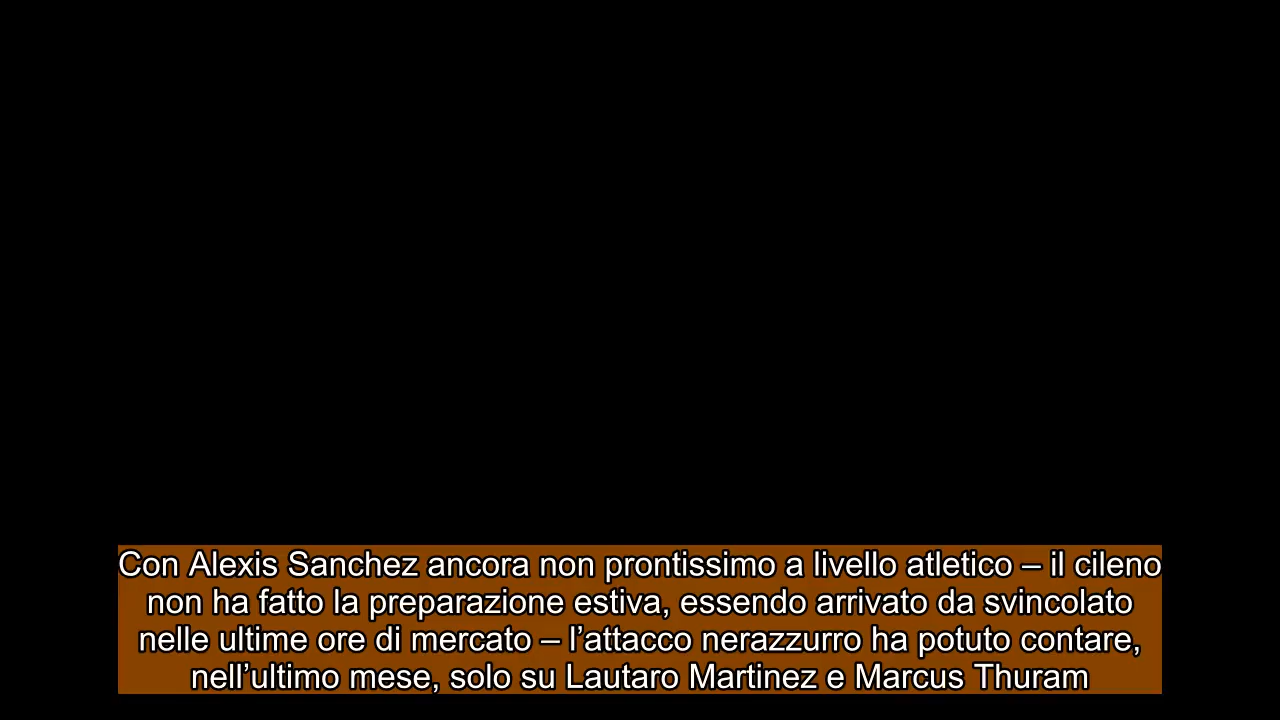 Con Alexis Sanchez ancora non prontissimo a livello atletico – il cileno
non ha fatto la preparazione estiva, essendo arrivato da svincolato
nelle ultime ore di mercato – l’attacco nerazzurro ha potuto contare,
nell’ultimo mese, solo su Lautaro Martinez e Marcus Thuram